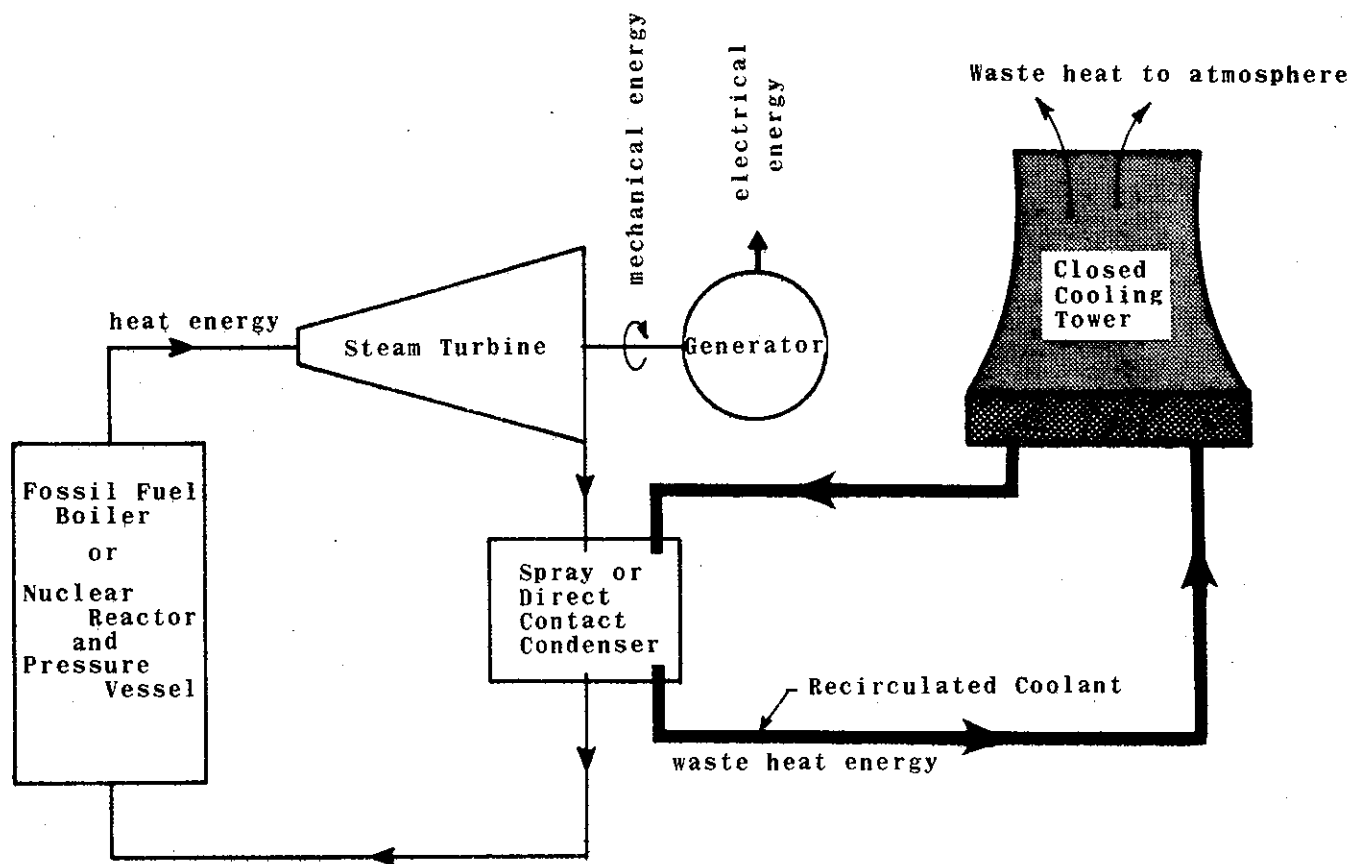 mechanical energy
electrical
energy
Waste heat to atmosphere
Closed
Cooling
Tower
heat energy
Steam Turbine
Generator
Fossil Fuel
Boiler
or
Nuclear
Reactor
and
Pressure
Vessel
Spray or
Direct
Contact
Condenser
Recirculated Coolant
waste heat energy